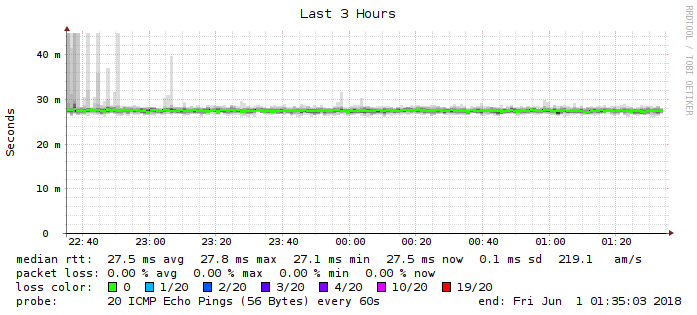 Last 3 Hours
RRDTOOL / TOBI OETIKER
Seconds
40 m
30 m
20 m
10 m
0
22:40 23:00 23:20 23:40 00:00 00:20 00:40 01:00 01:20
median rtt: 27.5 ms avg 27.8 ms max 27.1 ms min 27.5 ms now 0.1 ms sd 219.1 am/s
packet loss: 0.00 % avg 0.00 % max 0.00 % min 0.00 % now
loss color: 0 1/20 2/20 3/20 4/20 10/20 19/20
probe: 20 ICMP Echo Pings (56 Bytes) every 60s end: Fri Jun 1 01:35:03 2018